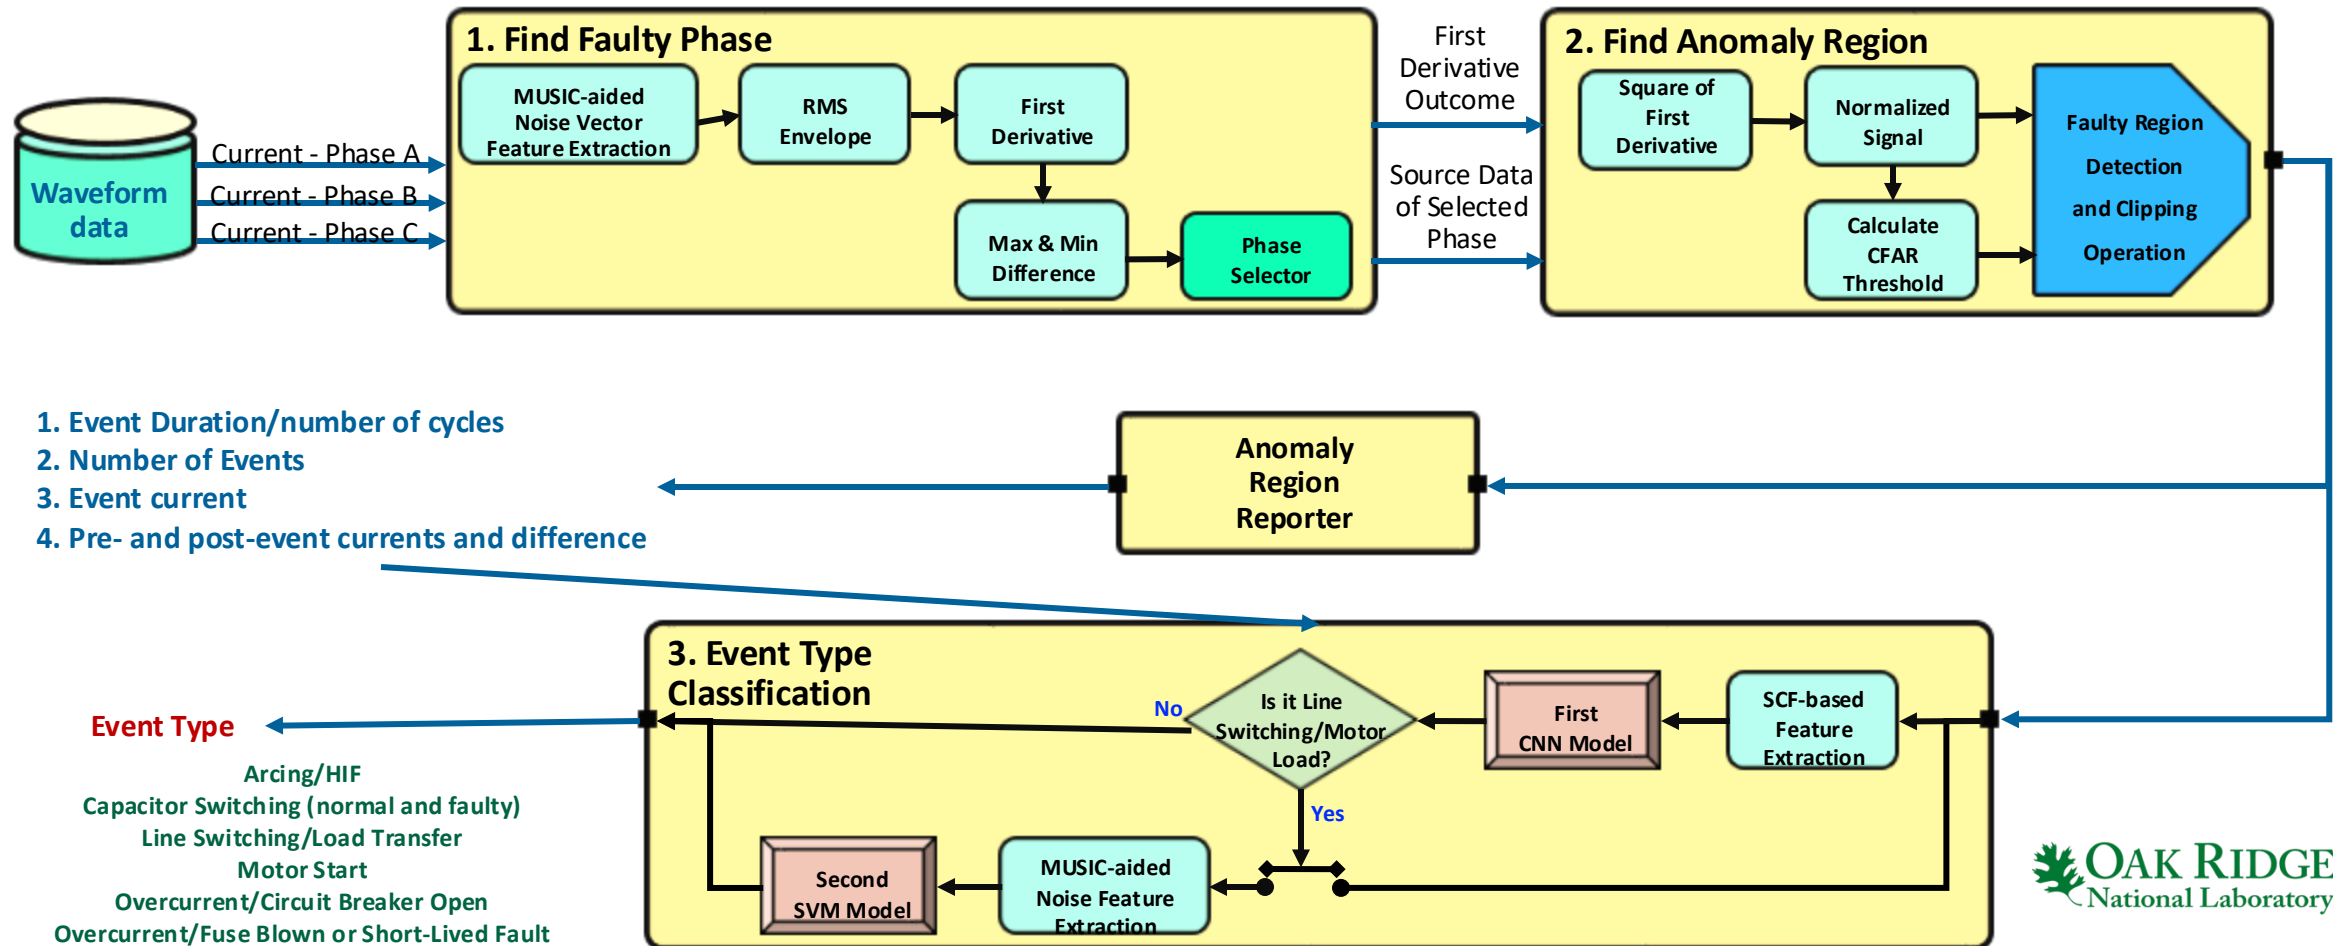 1. Find Faulty Phase
MUSIC-aided
Noise Vector
Feature Extraction
RMS
Envelope
First
Derivative
Max & Min
Difference
Phase
Selector
Waveform
data
Current - Phase A
Current - Phase B
Current - Phase C
First
Derivative
Outcome
Source Data
of Selected
Phase
2. Find Anomaly Region
Square of
First
Derivative
Normalized
Signal
Calculate
CFAR
Threshold
Faulty Region
Detection
and Clipping
Operation
1. Event Duration/number of cycles
2. Number of Events
3. Event current
4. Pre- and post-event currents and difference
Anomaly
Region
Reporter
3. Event Type
Classification
Is it Line
Switching/Motor
Load?
No
Yes
First
CNN Model
SCF-based
Feature
Extraction
Second
SVM Model
MUSIC-aided
Noise Feature
Extraction
Event Type
Arcing/HIF
Capacitor Switching (normal and faulty)
Line Switching/Load Transfer
Motor Start
Overcurrent/Circuit Breaker Open
Overcurrent/Fuse Blown or Short-Lived Fault
OAK RIDGE
National Laboratory